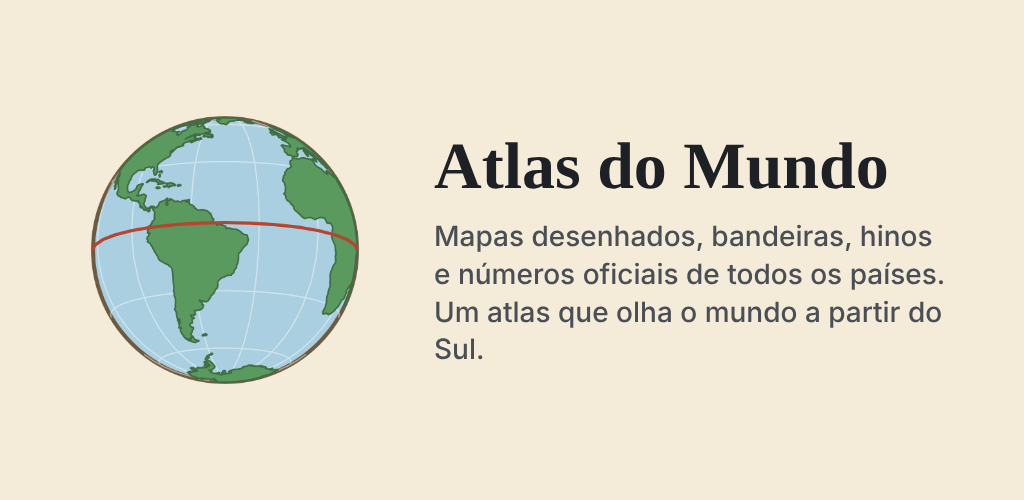 Atlas do Mundo
Mapas desenhados, bandeiras, hinos
e números oficiais de todos os países.
Um atlas que olha o mundo a partir do
Sul.